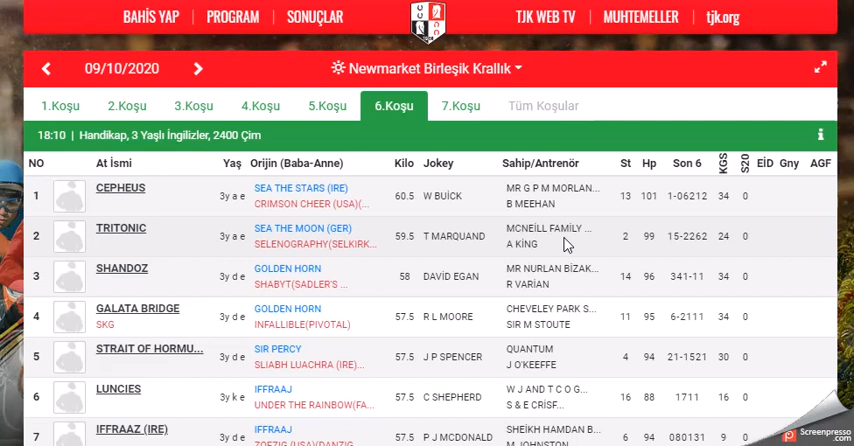 BAHİS YAP | PROGRAM | SONUÇLAR TJK WEB TV | MUHTEMELLER | tjk.org
09/10/2020 Newmarket Birleşik Krallık
1.Koşu 2.Koşu 3.Koşu 4.Koşu 5.Koşu 6.Koşu 7.Koşu Tüm Koşular
18:10 | Handikap, 3 Yaşlı İngilizler, 2400 Çim
NO At İsmi Yaş Orijin (Baba-Anne) Kilo Jokey Sahip/Antrenör St Hp Son 6 KGS S20 EİD Gny AGF
1 CEPHEUS 3y a e SEA THE STARS (IRE) 60.5 W BUİCK MR G P M MORLAN... 13 101 1-06212 34 0
CRIMSON CHEER (USA)(... B MEEHAN
2 TRITONIC 3y a e SEA THE MOON (GER) 59.5 T MARQUAND MCNEİLL FAMİLY ... 2 99 15-2262 24 0
SELENOGRAPHY(SELKIRK... A KİNG
3 SHANDOZ 3y d e GOLDEN HORN 58 DAVİD EGAN MR NURLAN BİZAK... 14 96 341-11 34 0
SHABYT(SADLER'S ... R VARİAN
4 GALATA BRIDGE 3y d e GOLDEN HORN 57.5 R L MOORE CHEVELEY PARK S... 11 95 6-2111 34 0
SKG INFALLIBLE(PIVOTAL) SIR M STOUTE
5 STRAIT OF HORMU... 3y d e SIR PERCY 57.5 J P SPENCER QUANTUM 4 94 21-1521 30 0
SLIABH LUACHRA (IRE)... J O'KEEFFE
6 LUNCIES 3y k e IFFRAAJ 57.5 C SHEPHERD W J AND T C O G... 16 88 1711 16 0
UNDER THE RAINBOW(FA... S & E CRİSF...
7 IFFRAAZ (IRE) 3y d e IFFRAAJ 57.5 P J MCDONALD SHEİKH HAMDAN B... 6 94 080131 9 0
ZOFZIG (USA)(DANZIG... M JOHNSTON
Screenpresso
.com